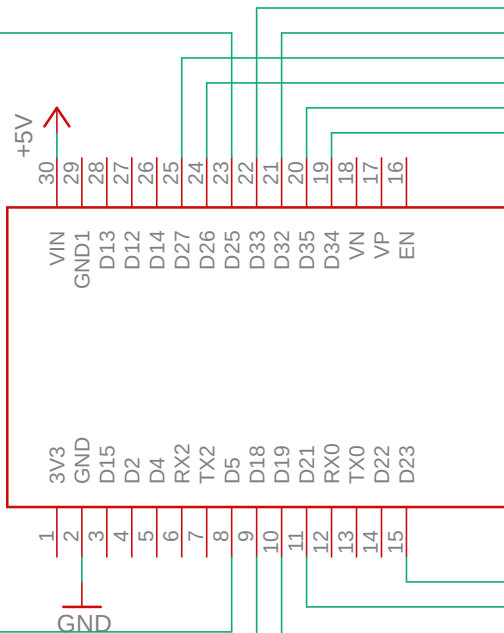 +5V
30 29 28 27 26 25 24 23 22 21 20 19 18 17 16
VIN GND1 D13 D12 D14 D27 D26 D25 D33 D32 D35 D34 VN VP EN
3V3 GND D15 D2 D4 RX2 TX2 D5 D18 D19 D21 RX0 TX0 D22 D23
1 2 3 4 5 6 7 8 9 10 11 12 13 14 15
GND